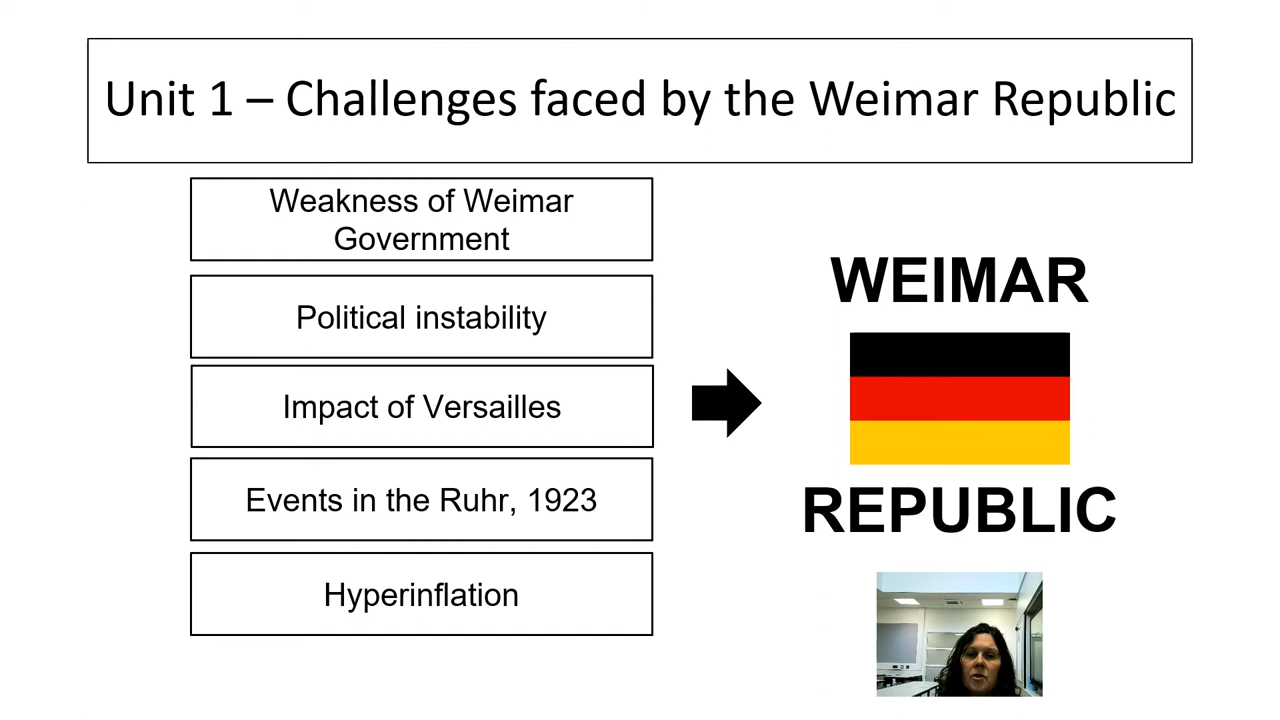 Unit 1 – Challenges faced by the Weimar Republic
Weakness of Weimar
Government
Political instability
Impact of Versailles
Events in the Ruhr, 1923
Hyperinflation
WEIMAR
REPUBLIC